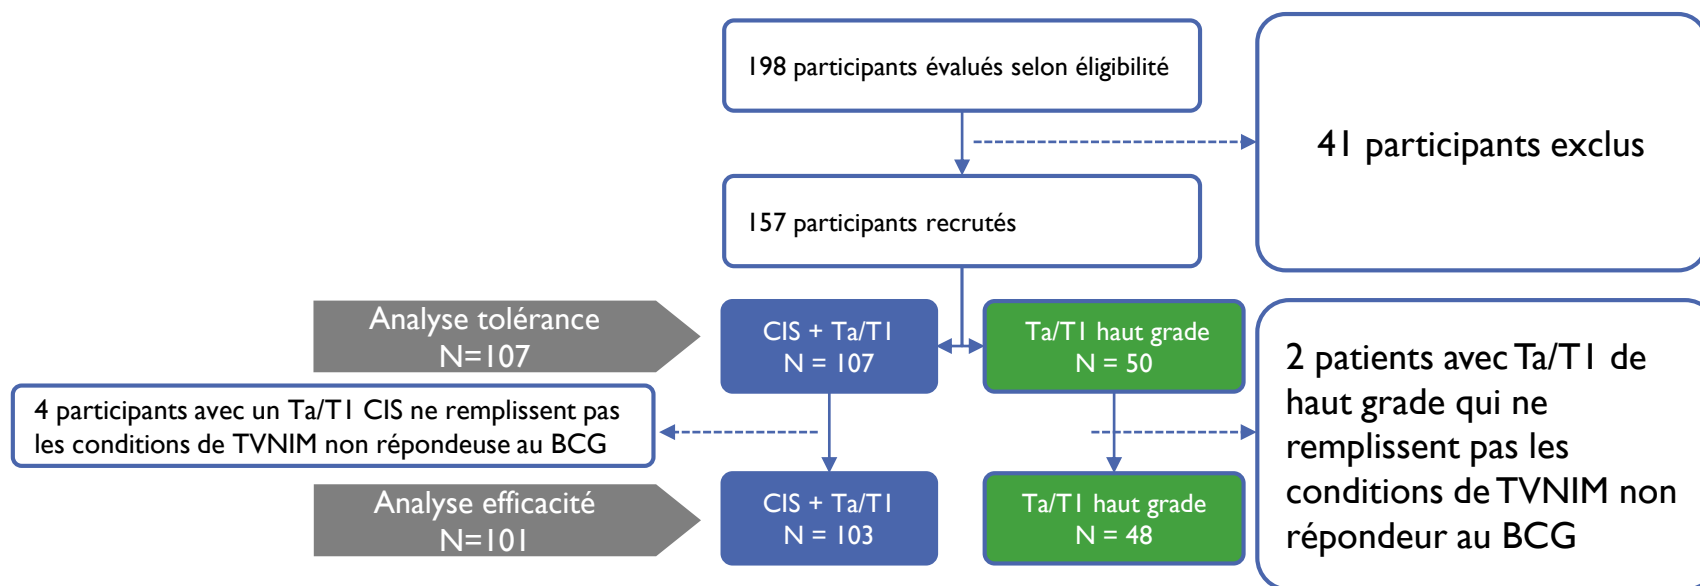 198 participants évalués selon éligibilité
41 participants exclus
157 participants recrutés
Analyse tolérance
N=107
CIS + Ta/T1
N = 107
Ta/T1 haut grade
N = 50
4 participants avec un Ta/T1 CIS ne remplissent pas
les conditions de TVNIM non répondeuse au BCG
2 patients avec Ta/T1 de
haut grade qui ne
remplissent pas les
conditions de TVNIM non
répondeur au BCG
Analyse efficacité
N=101
CIS + Ta/T1
N = 103
Ta/T1 haut grade
N = 48